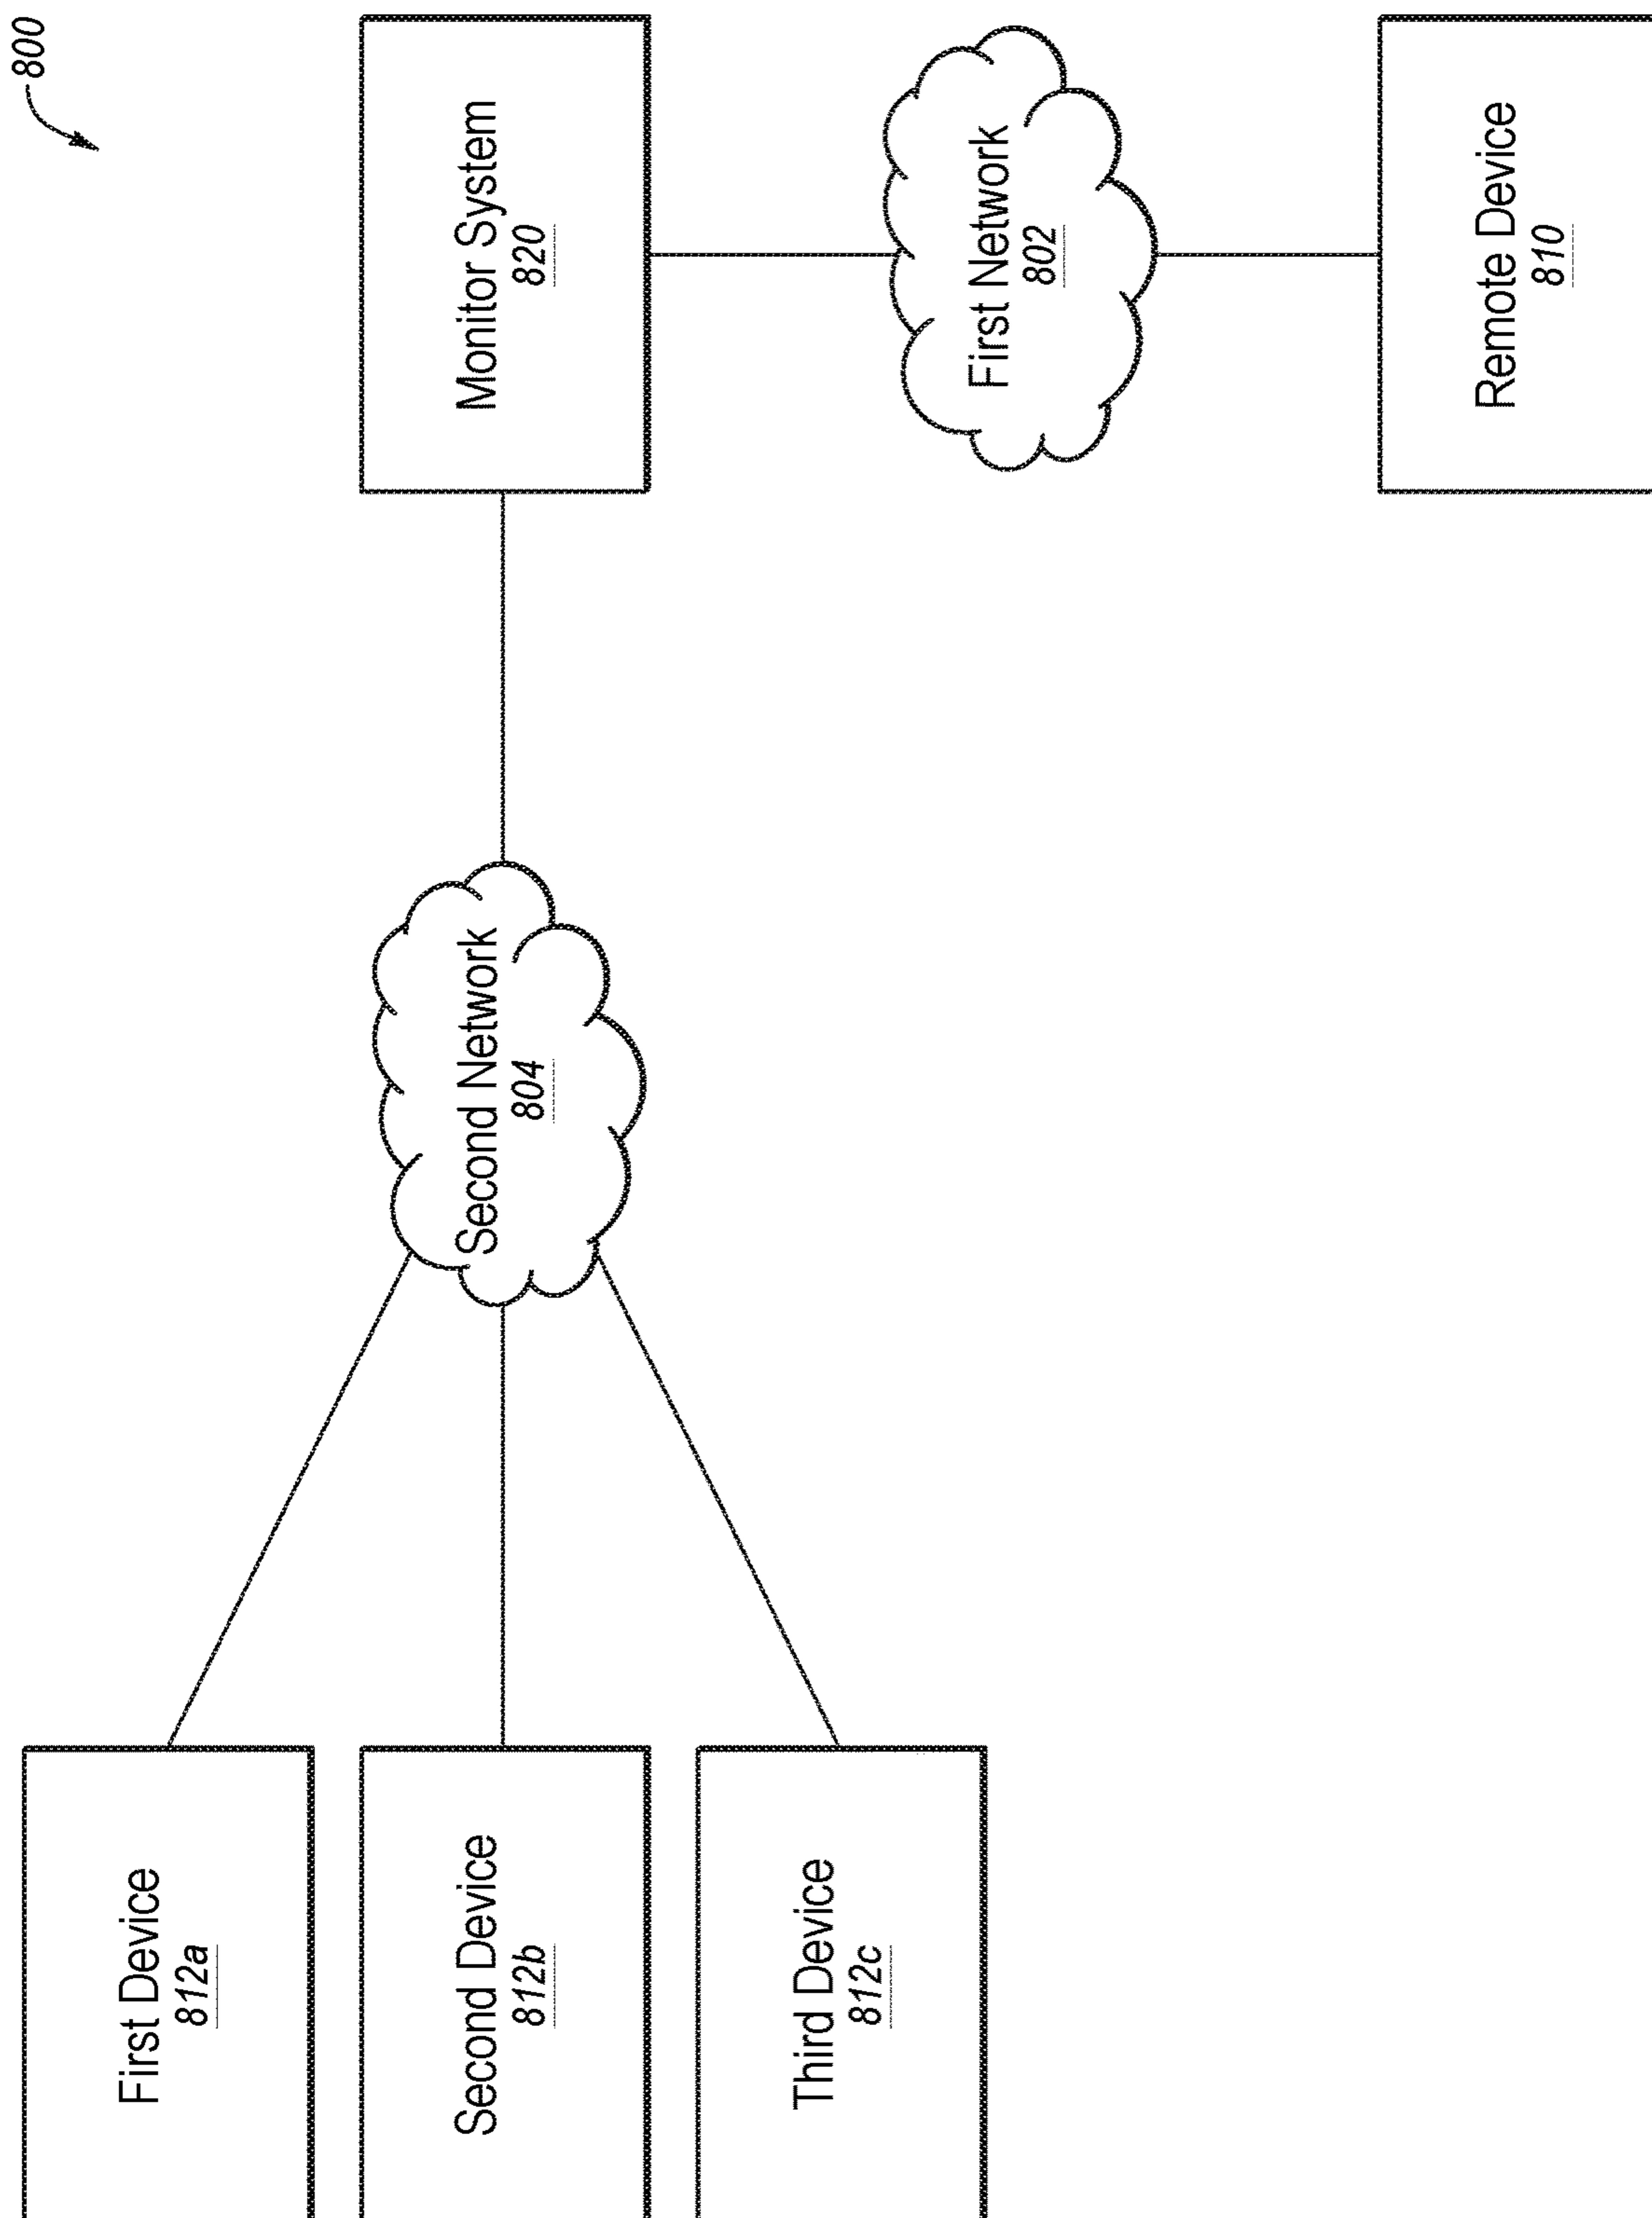 800
First Device
812a
Second Device
812b
Third Device
812c
Second Network
804
Monitor System
820
First Network
802
Remote Device
810